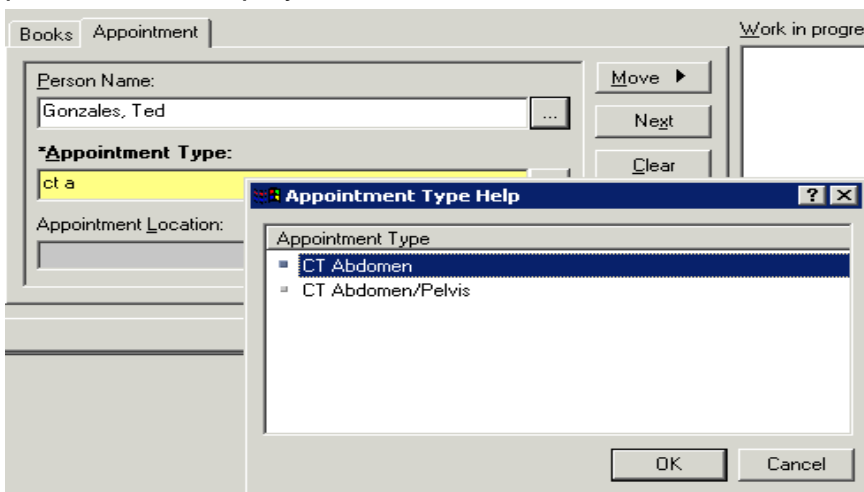 Books Appointment
Work in progre
Person Name:
Gonzales, Ted
...
Move
Next
*Appointment Type:
ct a
Clear
Appointment Location:
Appointment Type Help
Appointment Type
CT Abdomen
CT Abdomen/Pelvis
OK Cancel